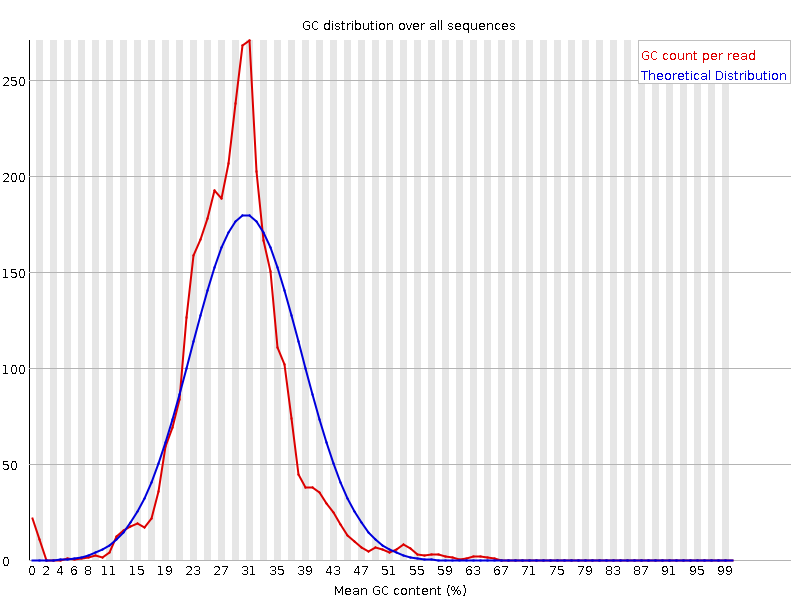 GC distribution over all sequences
GC count per read
Theoretical Distribution
250
200
150
100
50
0
0 2 4 6 8 11 15 19 23 27 31 35 39 43 47 51 55 59 63 67 71 75 79 83 87 91 95 99
Mean GC content (%)